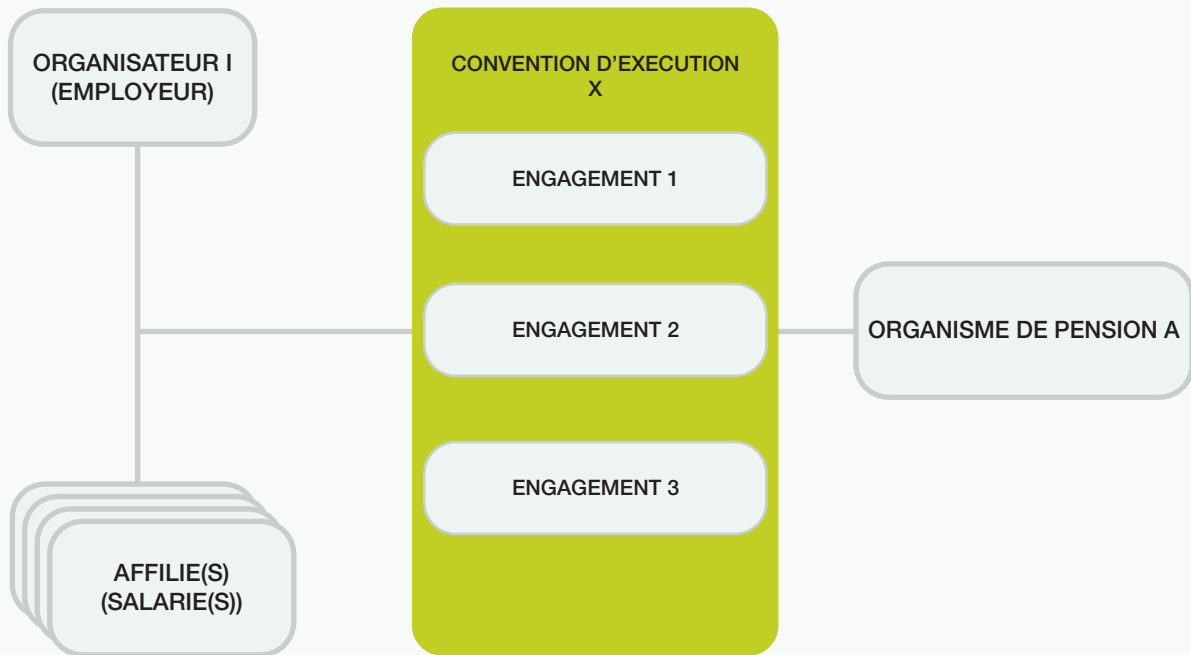 ORGANISATEUR I
(EMPLOYEUR)
CONVENTION D'EXECUTION
X
ENGAGEMENT 1
ENGAGEMENT 2
ENGAGEMENT 3
ORGANISME DE PENSION A
AFFILIE(S)
(SALARIE(S))